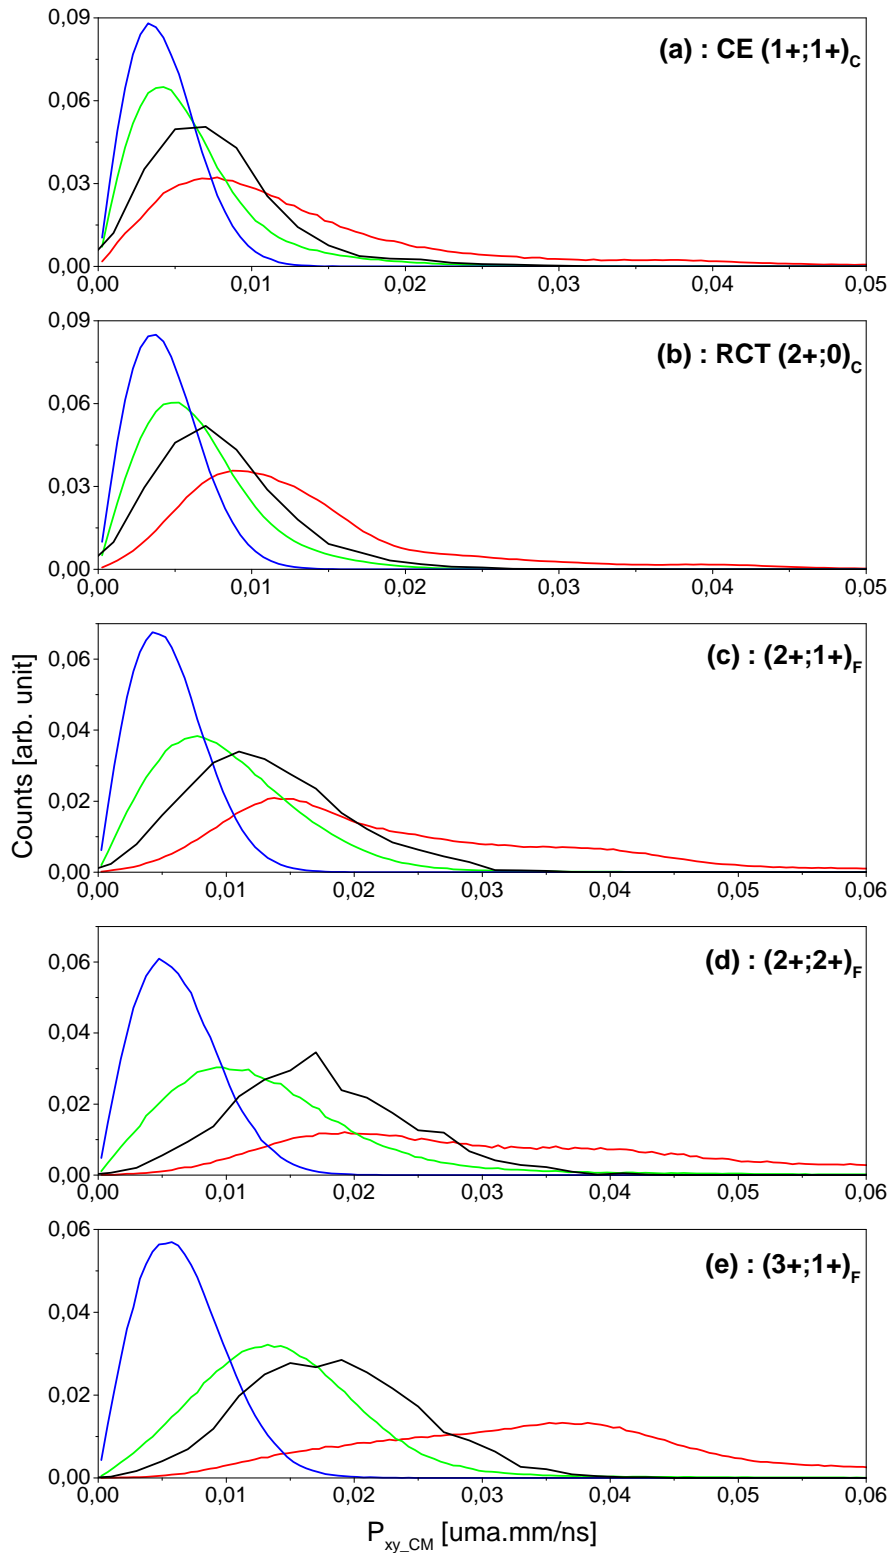 0,09
0,06
0,03
0,00
(a) : CE (1+;1+)C
0,00 0,01 0,02 0,03 0,04 0,05
0,09
0,06
0,03
0,00
(b) : RCT (2+;0)C
0,00 0,01 0,02 0,03 0,04 0,05
Counts [arb. unit]
0,06
0,04
0,02
0,00
(c) : (2+;1+)F
0,00 0,01 0,02 0,03 0,04 0,05 0,06
0,06
0,04
0,02
0,00
(d) : (2+;2+)F
0,00 0,01 0,02 0,03 0,04 0,05 0,06
0,06
0,04
0,02
0,00
(e) : (3+;1+)F
0,00 0,01 0,02 0,03 0,04 0,05 0,06
Pxy_CM [uma.mm/ns]